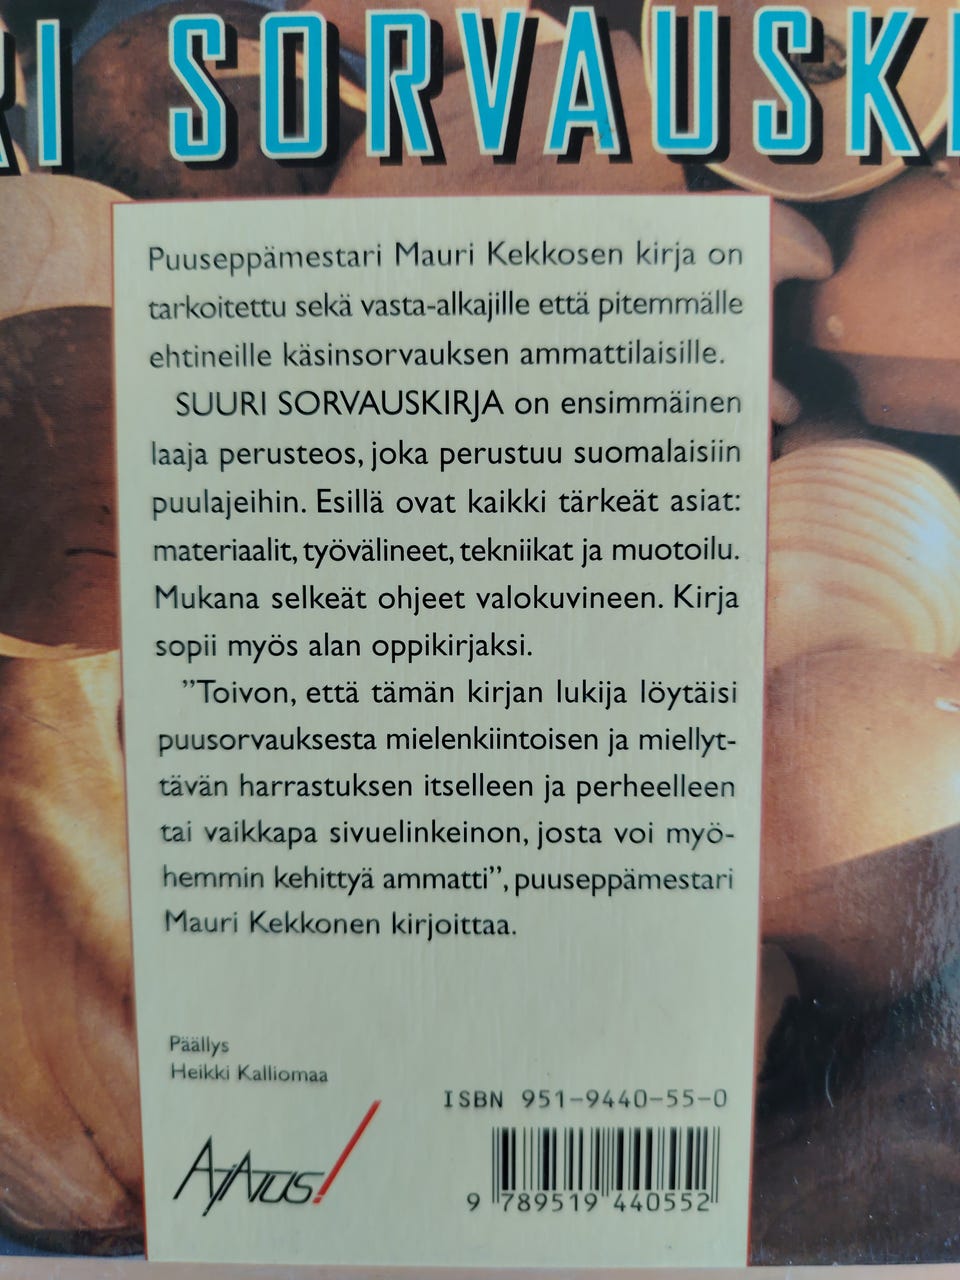 RI SORVAUSKI
Puuseppämestari Mauri Kekkosen kirja on
tarkoitettu sekä vasta-alkajille että pitemmälle
ehtineille käsinsorvauksen ammattilaisille.
SUURI SORVAUSKIRJA on ensimmäinen
laaja perusteos, joka perustuu suomalaisiin
puulajeihin. Esillä ovat kaikki tärkeät asiat:
materiaalit, työvälineet, tekniikat ja muotoilu.
Mukana selkeät ohjeet valokuvineen. Kirja
sopii myös alan oppikirjaksi.
”Toivon, että tämän kirjan lukija löytäisi
puusorvauksesta mielenkiintoisen ja miellyt-
tävän harrastuksen itselleen ja perheelleen
tai vaikkapa sivuelinkeinon, josta voi myö-
hemmin kehittyä ammatti”, puuseppämestari
Mauri Kekkonen kirjoittaa.
Päällys
Heikki Kalliomaa
AJATUS!
ISBN 951-9440-55-0
9 789519 440552